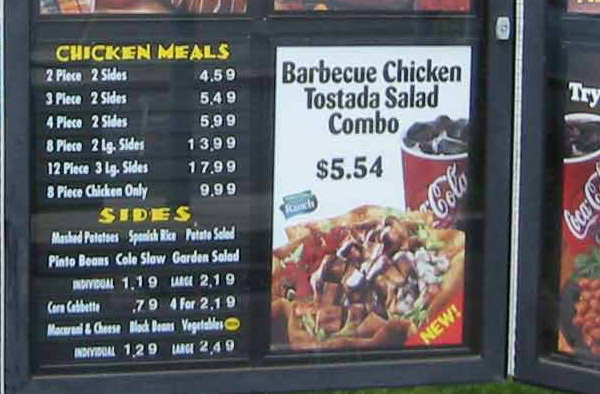 CHICKEN MEALS
2 Piece 2 Sides 4.59
3 Piece 2 Sides 5.49
4 Piece 2 Sides 5.99
8 Piece 2 Lg. Sides 13.99
12 Piece 3 Lg. Sides 17.99
8 Piece Chicken Only 9.99
SIDES
Mashed Potatoes Spanish Rice Potato Salad
Pinto Beans Cole Slaw Garden Salad
INDIVIDUAL 1.19 LARGE 2.19
Corn Cobbette .79 4 For 2.19
Macaroni & Cheese Black Beans Vegetables
INDIVIDUAL 1.29 LARGE 2.49
Barbecue Chicken
Tostada Salad
Combo
$5.54
Coca-Cola
Ranch
NEW!
Try
Coca-Cola